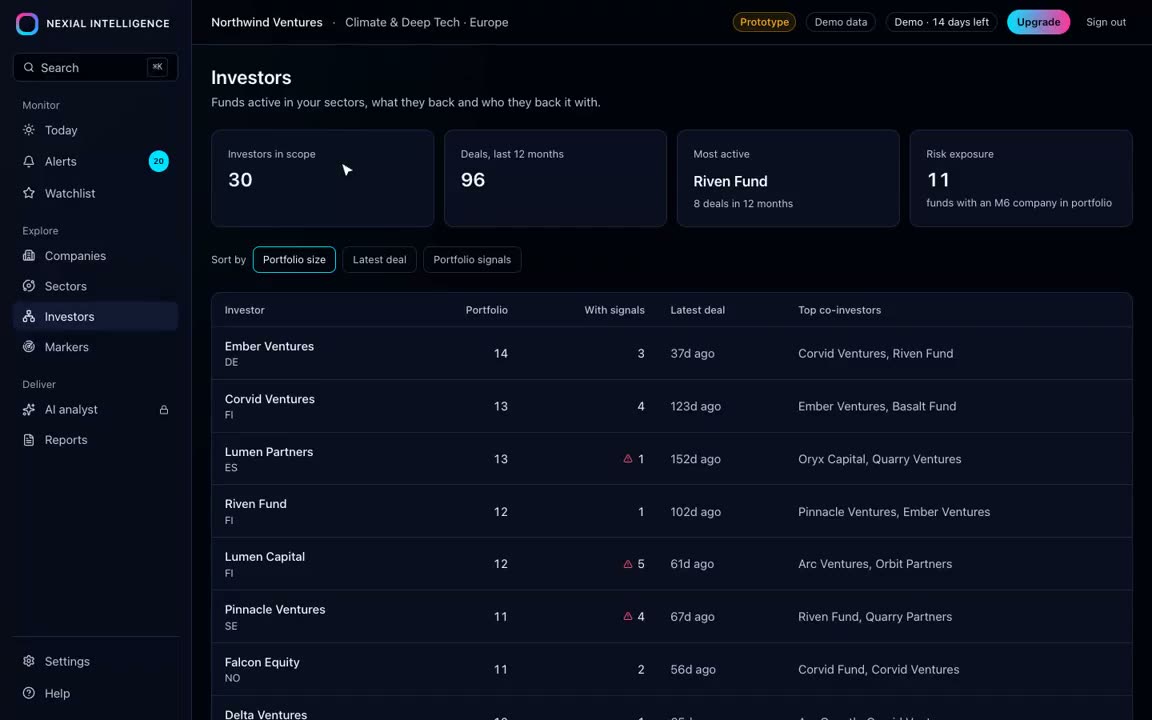 NEXIAL INTELLIGENCE
Northwind Ventures · Climate & Deep Tech · Europe
Prototype
Demo data
Demo · 14 days left
Upgrade
Sign out
Search
⌘K
Monitor
Today
Alerts
20
Watchlist
Explore
Companies
Sectors
Investors
Markers
Deliver
AI analyst
Reports
Settings
Help
Investors
Funds active in your sectors, what they back and who they back it with.
Investors in scope
30
Deals, last 12 months
96
Most active
Riven Fund
8 deals in 12 months
Risk exposure
11
funds with an M6 company in portfolio
Sort by Portfolio size Latest deal Portfolio signals
Investor Portfolio With signals Latest deal Top co-investors
Ember Ventures
DE
14 3 37d ago Corvid Ventures, Riven Fund
Corvid Ventures
FI
13 4 123d ago Ember Ventures, Basalt Fund
Lumen Partners
ES
13 1 152d ago Oryx Capital, Quarry Ventures
Riven Fund
FI
12 1 102d ago Pinnacle Ventures, Ember Ventures
Lumen Capital
FI
12 5 61d ago Arc Ventures, Orbit Partners
Pinnacle Ventures
SE
11 4 67d ago Riven Fund, Quarry Partners
Falcon Equity
NO
11 2 56d ago Corvid Fund, Corvid Ventures
Delta Ventures